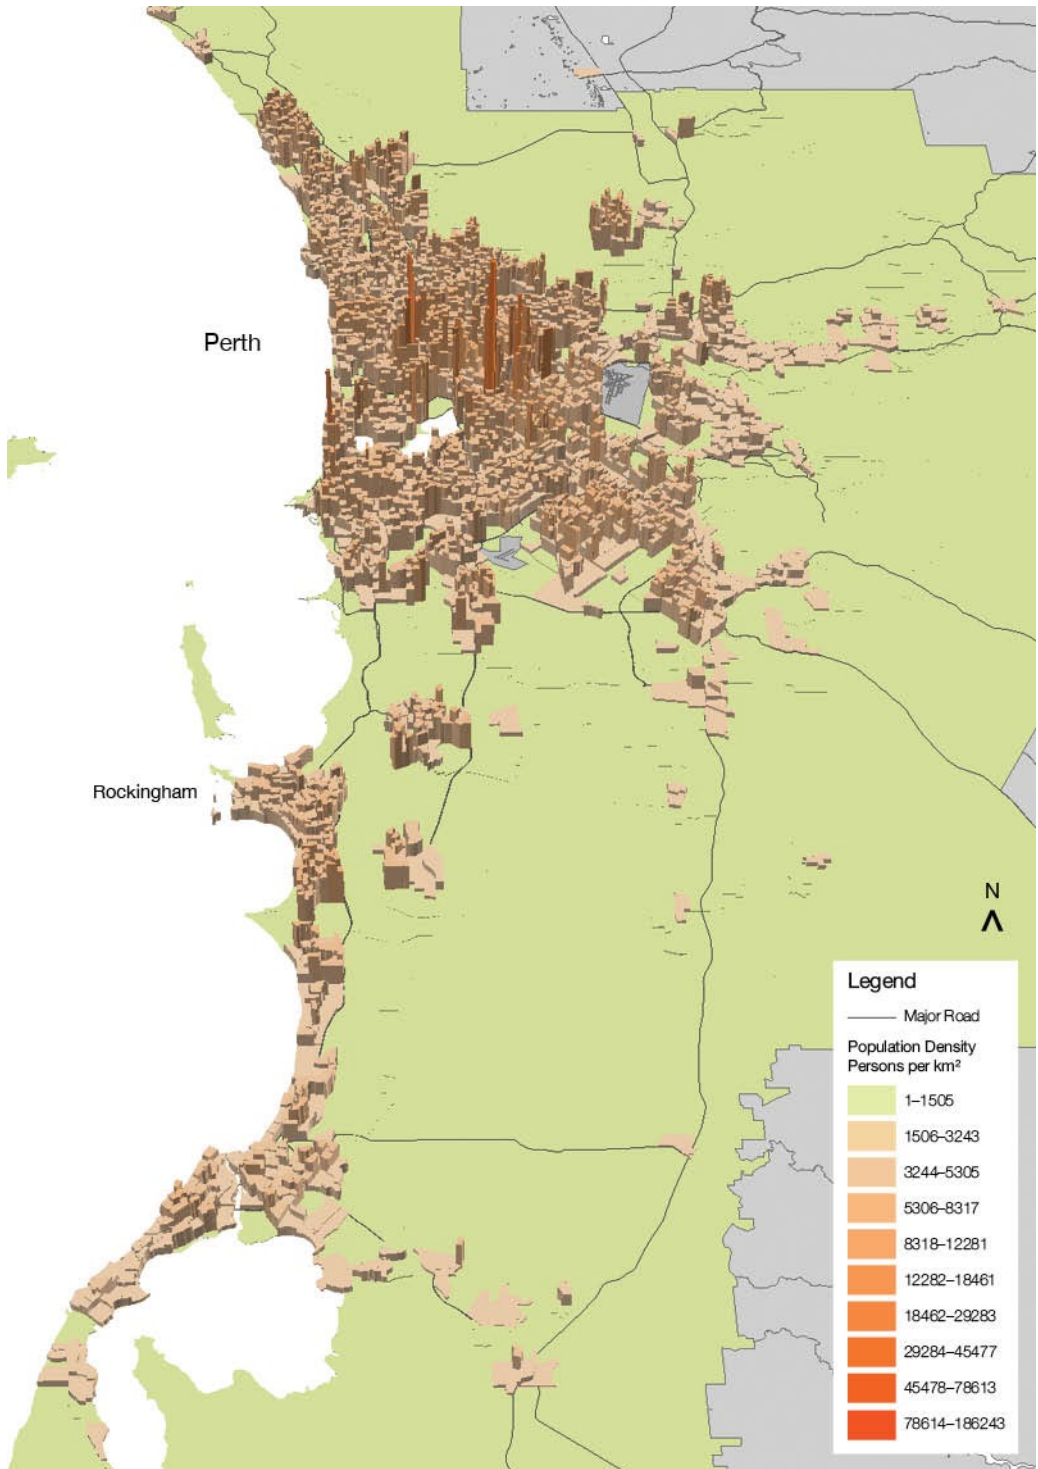 Perth
Rockingham
N
Legend
Major Road
Population Density
Persons per km²
1–1505
1506–3243
3244–5305
5306–8317
8318–12281
12282–18461
18462–29283
29284–45477
45478–78613
78614–186243